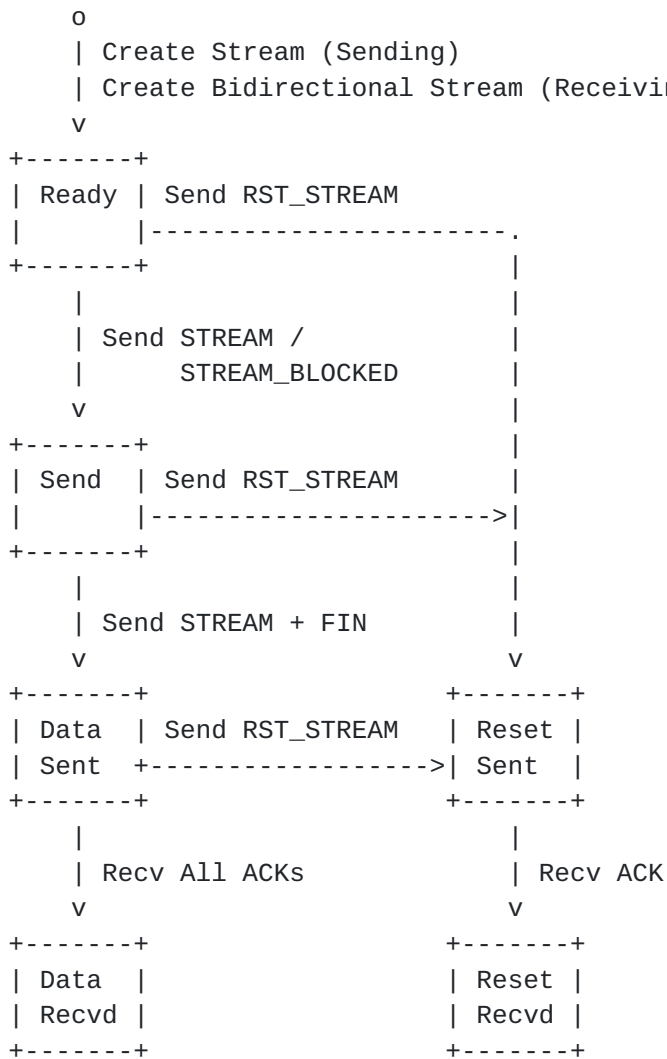 o
| Create Stream (Sending)
| Create Bidirectional Stream (Receivi
v
+-------+
| Ready | Send RST_STREAM
|       |-----------------------.
+-------+                       |
|                       |
| Send STREAM /         |
|      STREAM_BLOCKED   |
v                       |
+-------+                       |
| Send  | Send RST_STREAM       |
|       |---------------------->|
+-------+                       |
|                       |
| Send STREAM + FIN     |
v                       v
+-------+                   +-------+
| Data  | Send RST_STREAM   | Reset |
| Sent  +------------------>| Sent  |
+-------+                   +-------+
|                           |
| Recv All ACKs             | Recv ACK
v                           v
+-------+                   +-------+
| Data  |                   | Reset |
| Recvd |                   | Recvd |
+-------+                   +-------+